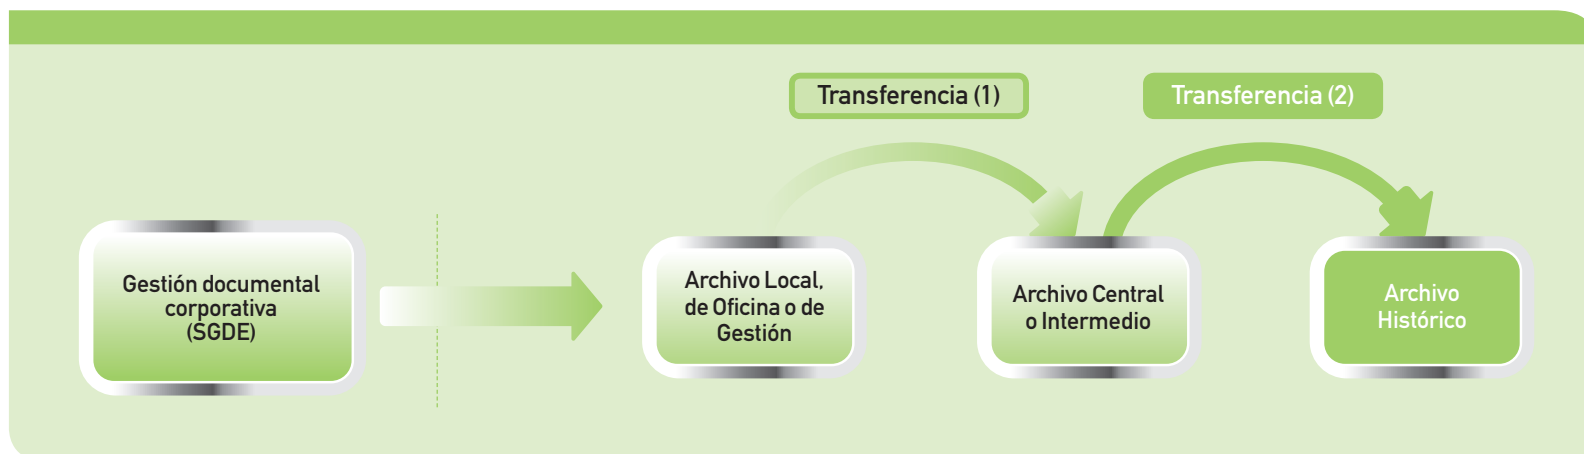 Transferencia (1)
Transferencia (2)
Gestión documental
corporativa
(SGDE)
Archivo Local,
de Oficina o de
Gestión
Archivo Central
o Intermedio
Archivo
Histórico